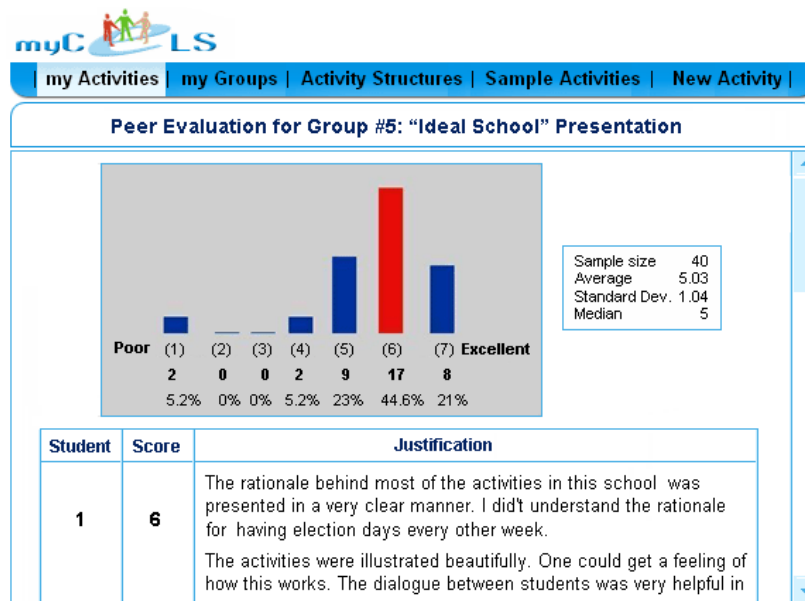 myC LS
my Activities | my Groups | Activity Structures | Sample Activities | New Activity |
Peer Evaluation for Group #5: “Ideal School” Presentation
Sample size 40
Average 5.03
Standard Dev. 1.04
Median 5
Poor (1) (2) (3) (4) (5) (6) (7) Excellent
2 0 0 2 9 17 8
5.2% 0% 0% 5.2% 23% 44.6% 21%
Student Score Justification
1 6
The rationale behind most of the activities in this school was
presented in a very clear manner. I did't understand the rationale
for having election days every other week.
The activities were illustrated beautifully. One could get a feeling of
how this works. The dialogue between students was very helpful in